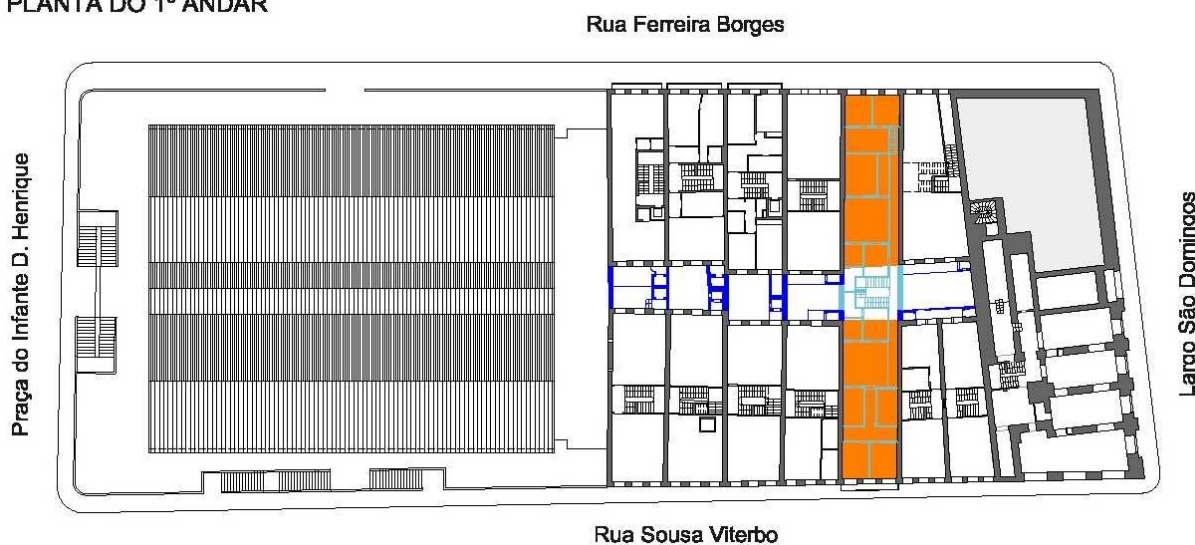 PLANTA DO 1º ANDAR
Rua Ferreira Borges
Praça do Infante D. Henrique
Largo São Domingos
Rua Sousa Viterbo